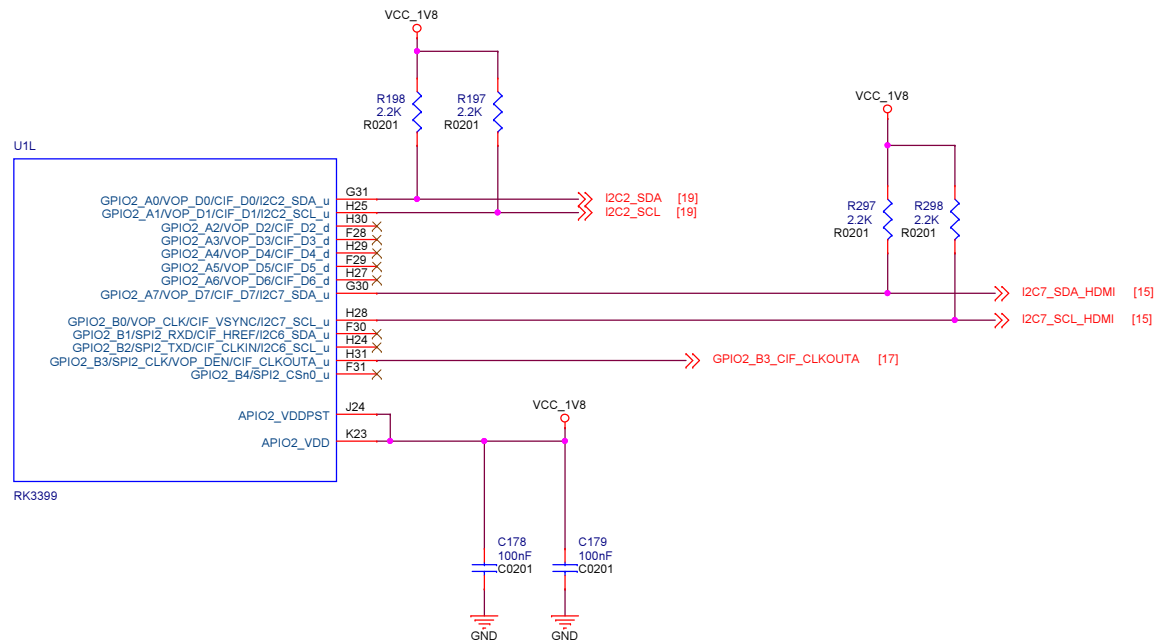 VCC_1V8
R198
2.2K
R0201
R197
2.2K
R0201
VCC_1V8
R297
2.2K
R0201
R298
2.2K
R0201
U1L
GPIO2_A0/VOP_D0/CIF_D0/I2C2_SDA_u G31 I2C2_SDA [19]
GPIO2_A1/VOP_D1/CIF_D1/I2C2_SCL_u H25 I2C2_SCL [19]
GPIO2_A2/VOP_D2/CIF_D2_d H30
GPIO2_A3/VOP_D3/CIF_D3_d F28
GPIO2_A4/VOP_D4/CIF_D4_d H29
GPIO2_A5/VOP_D5/CIF_D5_d F29
GPIO2_A6/VOP_D6/CIF_D6_d H27
GPIO2_A7/VOP_D7/CIF_D7/I2C7_SDA_u G30 I2C7_SDA_HDMI [15]
GPIO2_B0/VOP_CLK/CIF_VSYNC/I2C7_SCL_u H28 I2C7_SCL_HDMI [15]
GPIO2_B1/SPI2_RXD/CIF_HREF/I2C6_SDA_u F30
GPIO2_B2/SPI2_TXD/CIF_CLKIN/I2C6_SCL_u H24
GPIO2_B3/SPI2_CLK/VOP_DEN/CIF_CLKOUTA_u H31 GPIO2_B3_CIF_CLKOUTA [17]
GPIO2_B4/SPI2_CSn0_u F31
APIO2_VDDPST J24
APIO2_VDD K23
VCC_1V8
RK3399
C178
100nF
C0201
C179
100nF
C0201
GND
GND